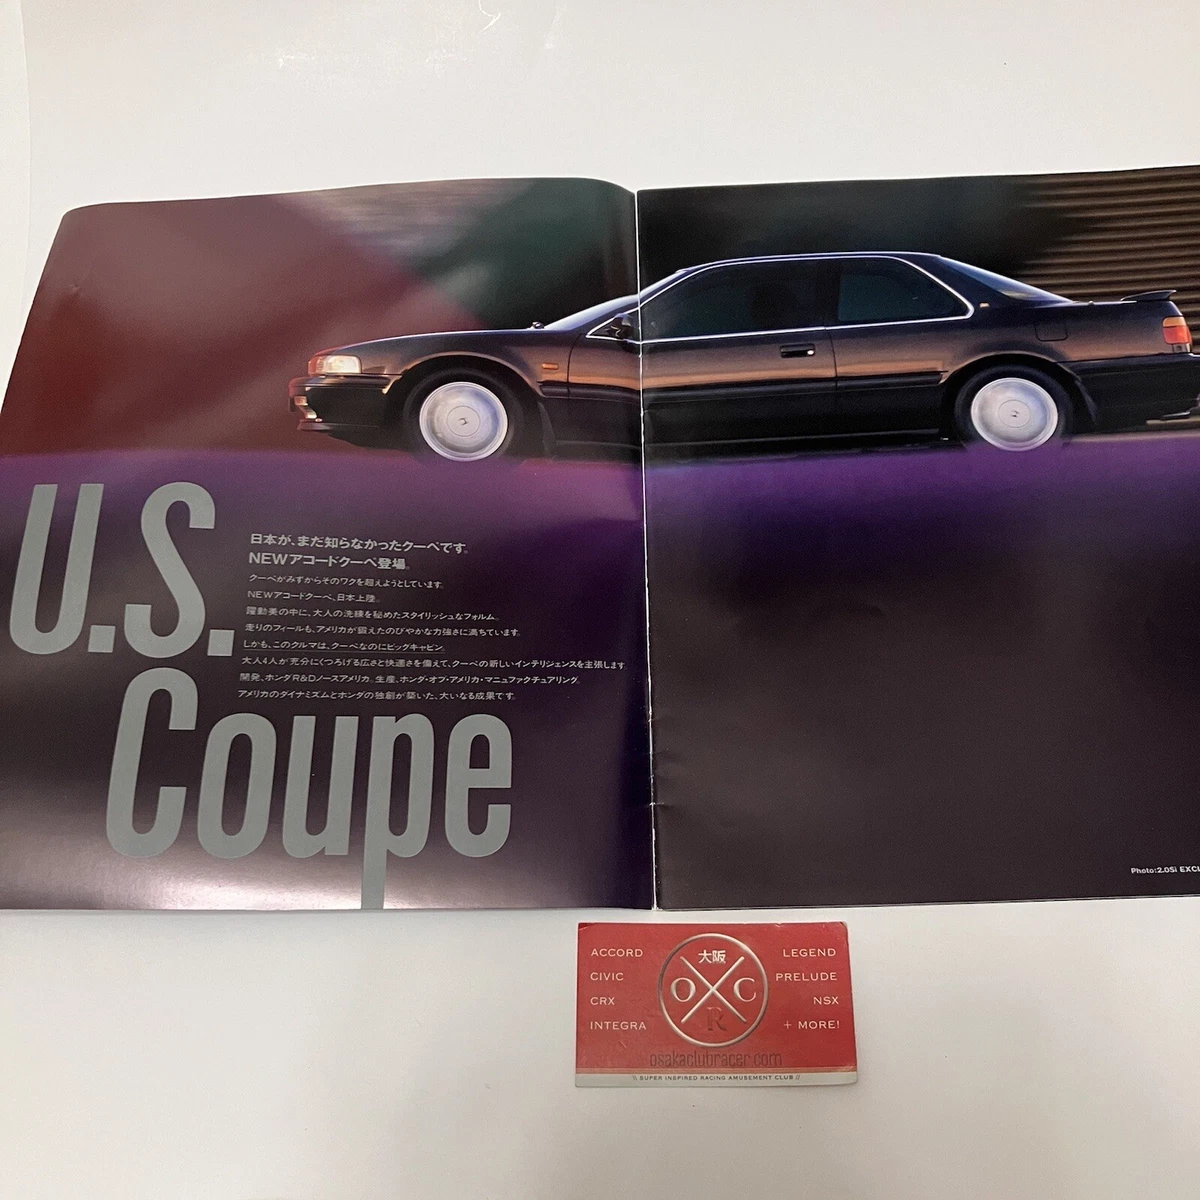 U.S.
Coupe
日本が、まだ知らなかったクーペです。
NEWアコードクーペ登場。
クーペがみずからそのワクを超えようとしています。
NEWアコードクーペ、日本上陸。
躍動美の中に、大人の洗練を秘めたスタイリッシュなフォルム。
走りのフィールも、アメリカが鍛えたのびやかな力強さに満ちています。
しかも、このクルマは、クーペなのにビッグキャビン。
大人4人が充分にくつろげる広さと快適さを備えて、クーペの新しいインテリジェンスを主張します。
開発、ホンダR&Dノースアメリカ。生産、ホンダ・オブ・アメリカ・マニュファクチュアリング。
アメリカのダイナミズムとホンダの独創が築いた、大いなる成果です。
Photo:2.0Si EXCL
ACCORD
CIVIC
CRX
INTEGRA
大阪
O C
R
LEGEND
PRELUDE
NSX
+ MORE!
osakaclubracer.com
\\ SUPER INSPIRED RACING AMUSEMENT CLUB //